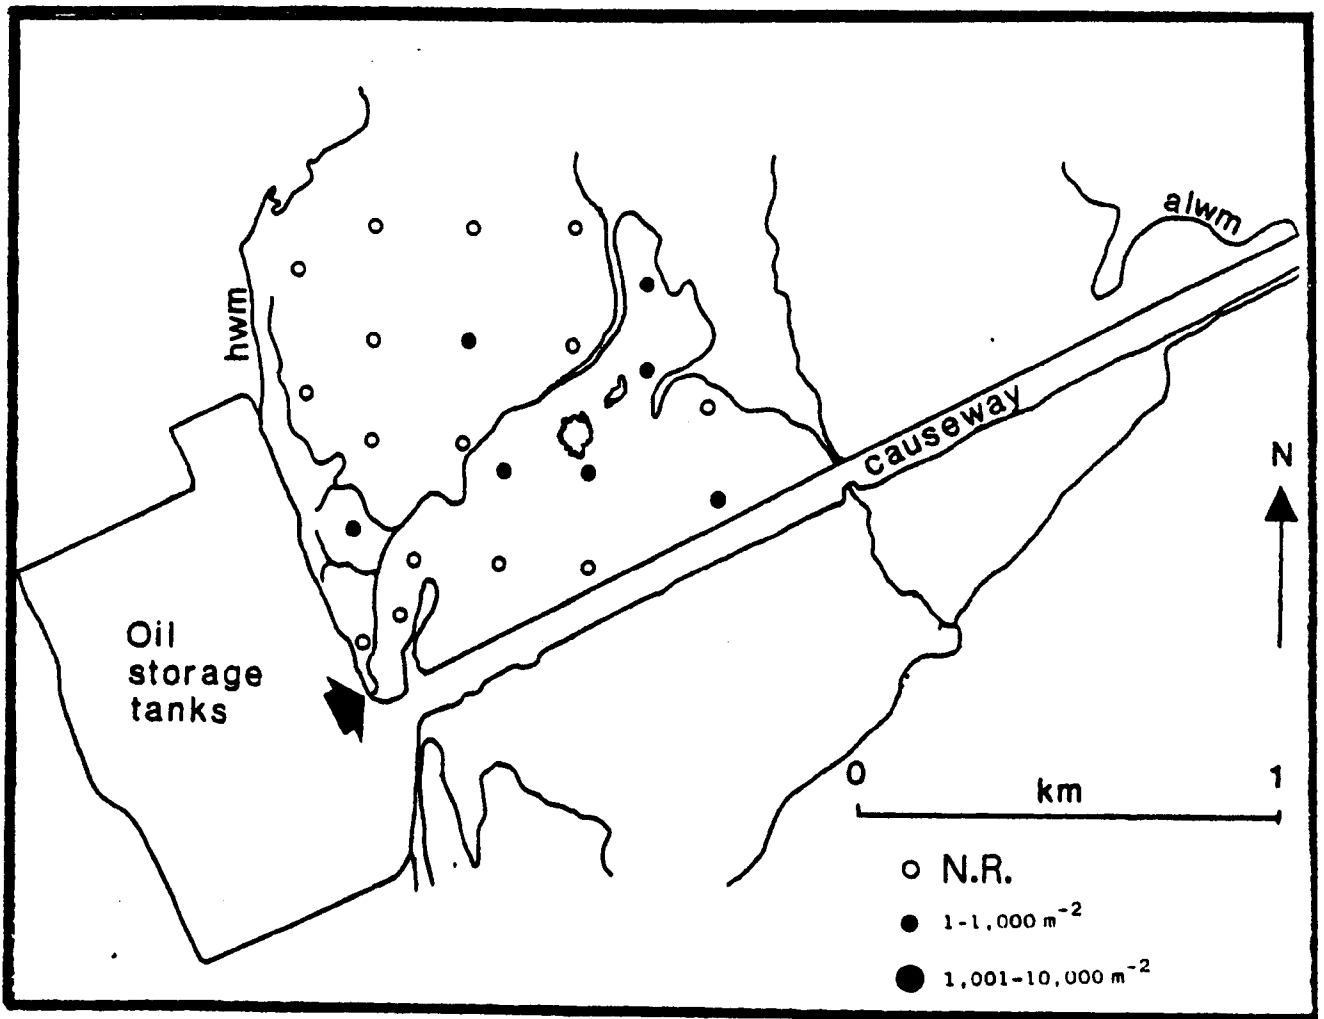 alwm
hwm
causeway
N
Oil
storage
tanks
0 1
km
N.R.
1-1,000 m⁻²
1,001-10,000 m⁻²